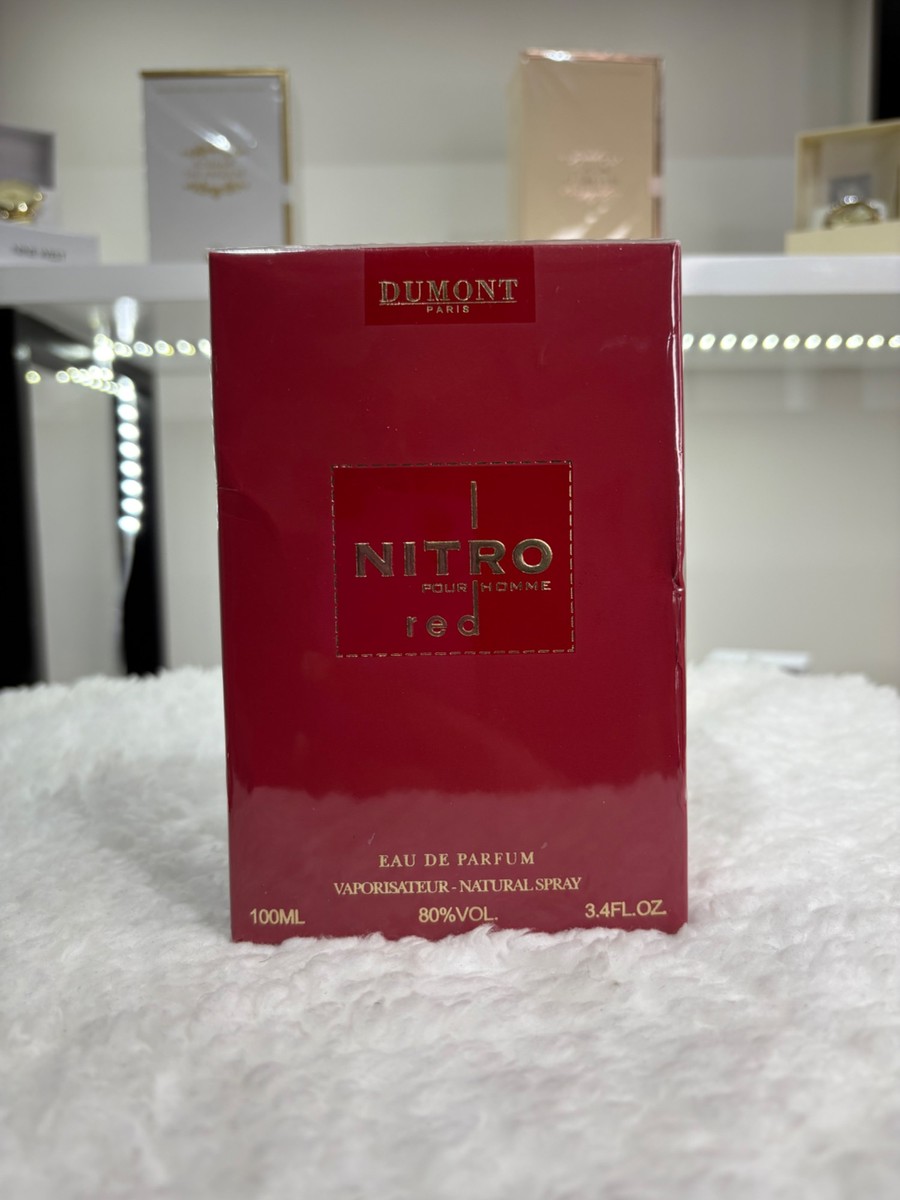 DUMONT
PARIS
NITRO
POUR HOMME
red
EAU DE PARFUM
VAPORISATEUR - NATURAL SPRAY
100ML 80%VOL. 3.4FL.OZ.